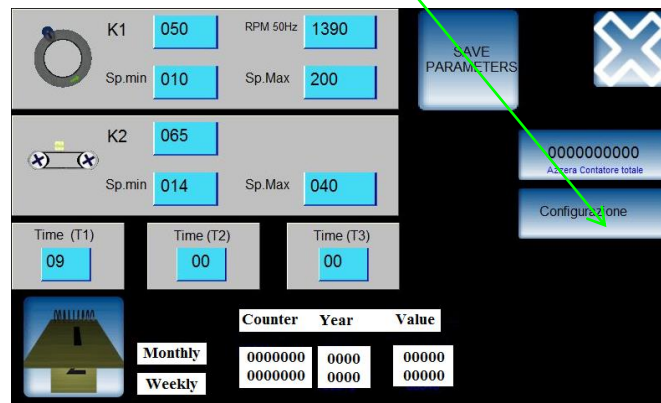 K1 050 RPM 50Hz 1390
Sp.min 010 Sp.Max 200
SAVE
PARAMETERS
K2 065
Sp.min 014 Sp.Max 040
0000000000
Azzera Contatore totale
Configurazione
Time (T1) Time (T2) Time (T3)
09 00 00
Counter Year Value
Monthly 0000000 0000 00000
Weekly 0000000 0000 00000